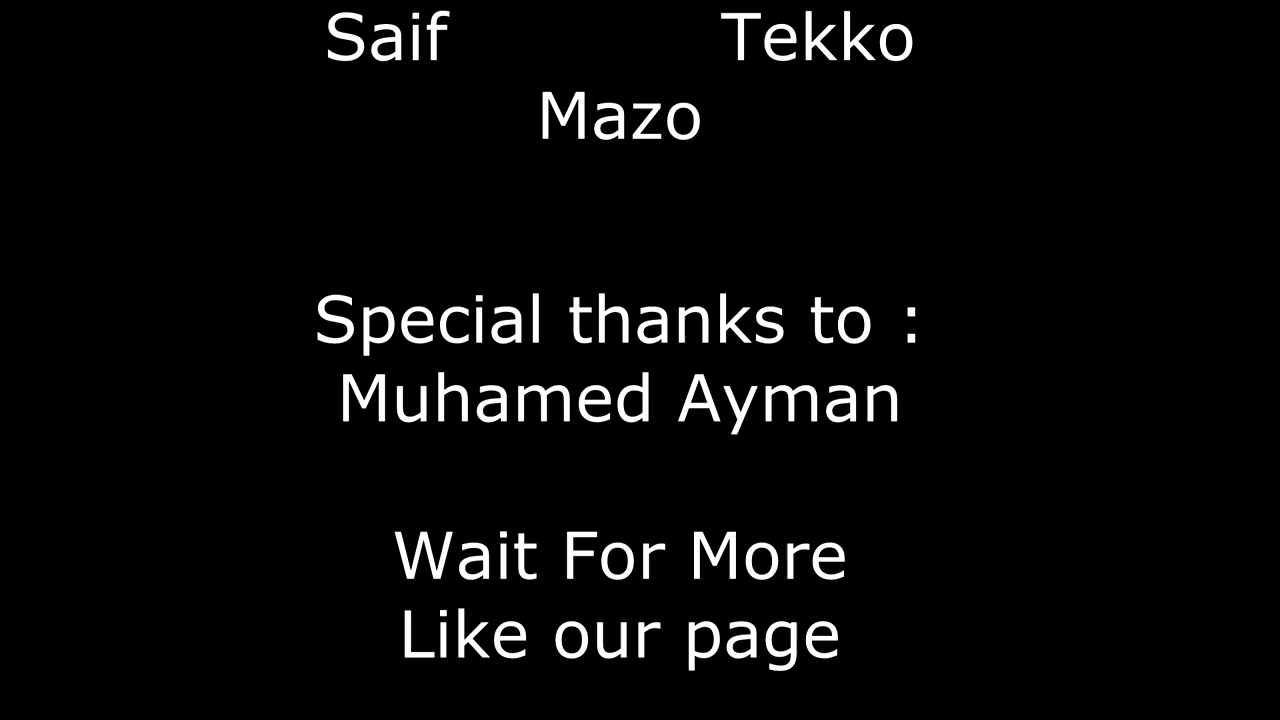 Saif Tekko
Mazo
Special thanks to :
Muhamed Ayman
Wait For More
Like our page